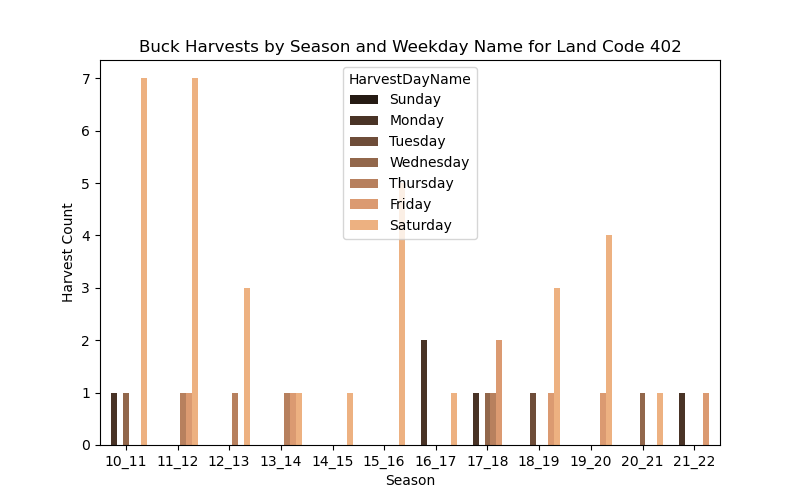 Buck Harvests by Season and Weekday Name for Land Code 402
HarvestDayName
Sunday
Monday
Tuesday
Wednesday
Thursday
Friday
Saturday
Harvest Count
7
6
5
4
3
2
1
0
10_11 11_12 12_13 13_14 14_15 15_16 16_17 17_18 18_19 19_20 20_21 21_22
Season